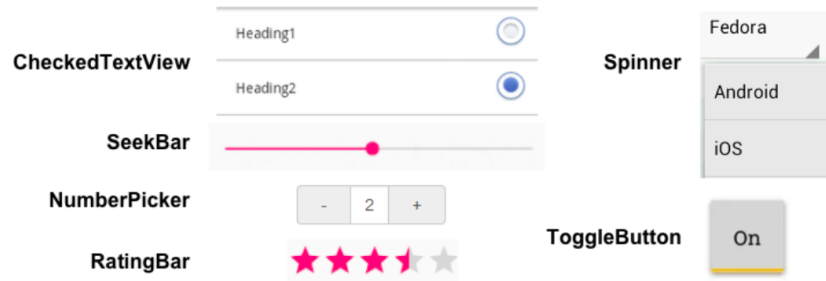 CheckedTextView
Heading1
Heading2
SeekBar
NumberPicker
- 2 +
RatingBar
Spinner
Fedora
Android
iOS
ToggleButton
On